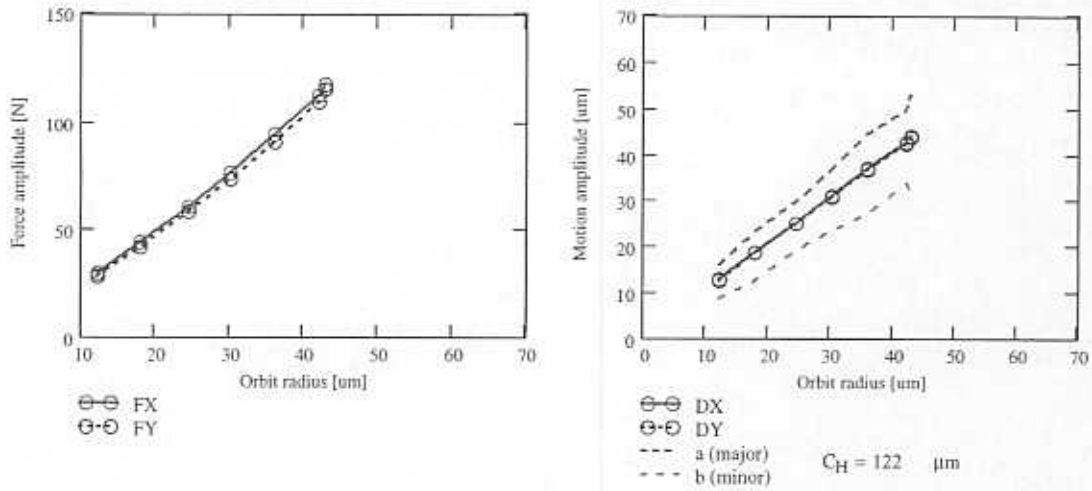 150
100
50
0
Force amplitude [N]
10 20 30 40 50 60 70
Orbit radius [um]
FX
FY
70
60
50
40
30
20
10
0
Motion amplitude [um]
0 10 20 30 40 50 60 70
Orbit radius [um]
DX
DY
a (major)
b (minor)
C_H = 122 μm